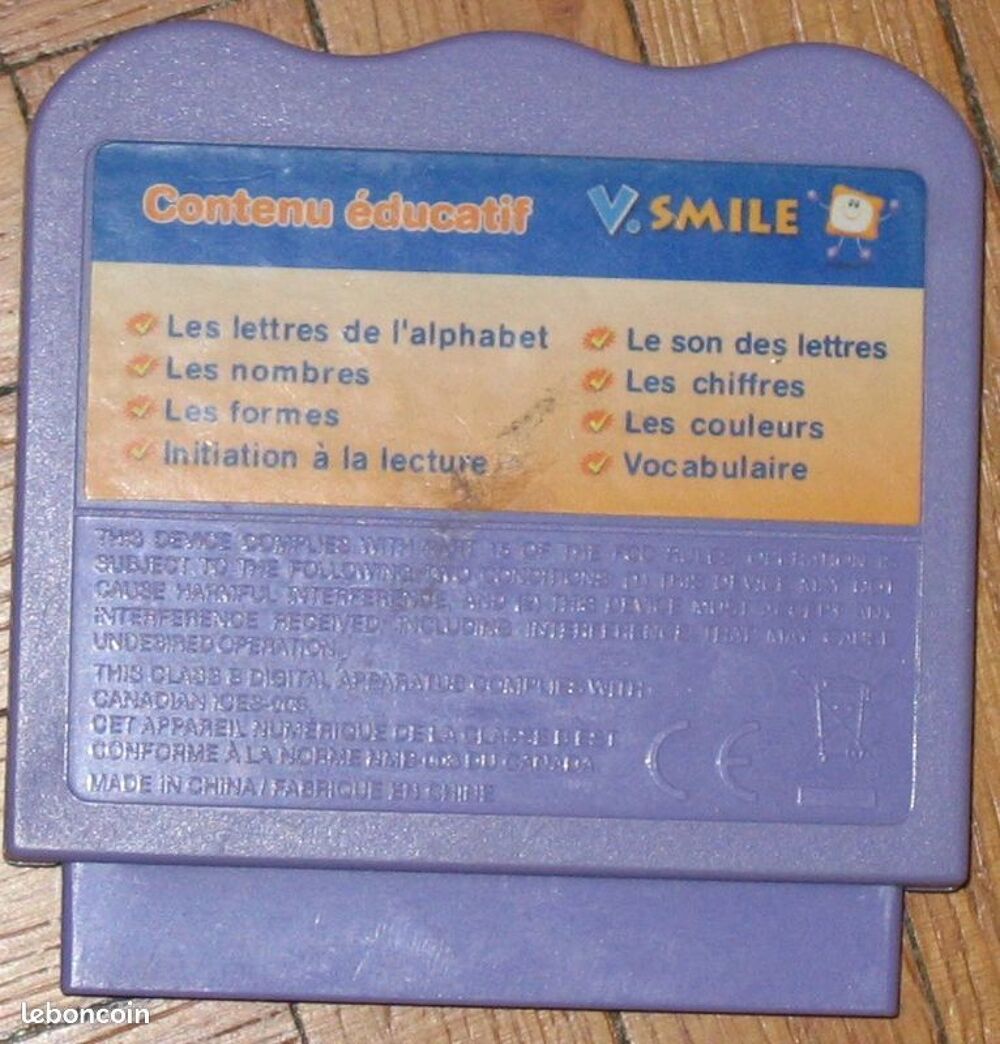 Contenu éducatif V.SMILE
Les lettres de l'alphabet
Les nombres
Les formes
Initiation à la lecture
Le son des lettres
Les chiffres
Les couleurs
Vocabulaire
THIS DEVICE COMPLIES WITH PART 15 OF THE FCC RULES. OPERATION IS
SUBJECT TO THE FOLLOWING TWO CONDITIONS: (1) THIS DEVICE MAY NOT
CAUSE HARMFUL INTERFERENCE, AND (2) THIS DEVICE MUST ACCEPT ANY
INTERFERENCE RECEIVED, INCLUDING INTERFERENCE THAT MAY CAUSE
UNDESIRED OPERATION.
THIS CLASS B DIGITAL APPARATUS COMPLIES WITH
CANADIAN ICES-003.
CET APPAREIL NUMÉRIQUE DE LA CLASSE B EST
CONFORME À LA NORME NMB-003 DU CANADA.
MADE IN CHINA / FABRIQUE EN CHINE
CE
leboncoin